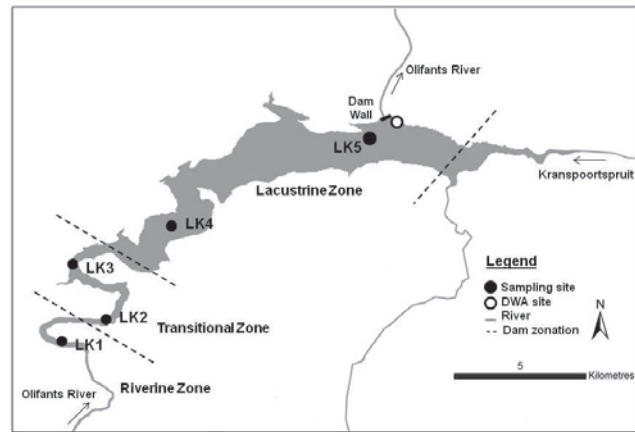 Olifants River
Dam
Wall
LK5
Kranspoortspruit
Lacustrine Zone
LK4
LK3
LK2
Transitional Zone
LK1
Riverine Zone
Olifants River
Legend
Sampling site
DWA site
River
Dam zonation
N
5
Kilometres